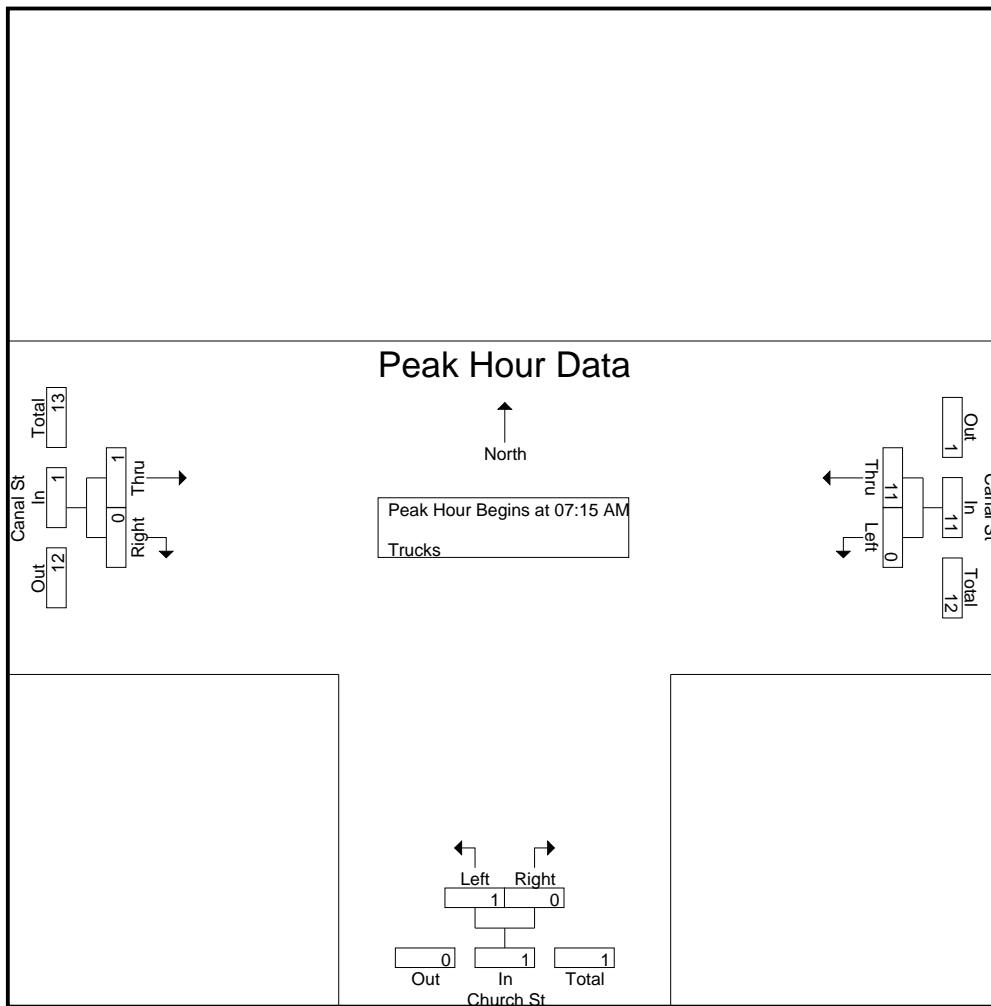 Peak Hour Data
North
Peak Hour Begins at 07:15 AM
Trucks
Canal St
Total
13
In
1
Out
12
1
Thru
0
Right
Canal St
Out
1
In
11
Total
12
11
Thru
0
Left
Left Right
1 0
0 1 1
Out In Total
Church St